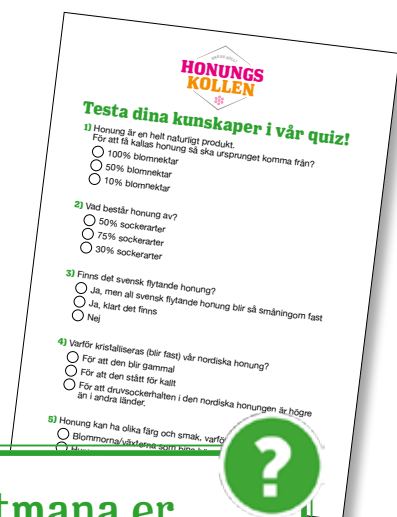 HONUNGS
KOLLEN
Testa dina kunskaper i vår quiz!
1) Honung är en helt naturligt produkt.
För att få kallas honung så ska ursprunget komma från?
100% blomnektar
50% blomnektar
10% blomnektar
2) Vad består honung av?
50% sockerarter
75% sockerarter
30% sockerarter
3) Finns det svensk flytande honung?
Ja, men all svensk flytande honung blir så småningom fast
Ja, klart det finns
Nej
4) Varför kristalliseras (blir fast) vår nordiska honung?
För att den blir gammal
För att den stått för kallt
För att druvsockerhalten i den nordiska honungen är högre
än i andra länder.
5) Honung kan ha olika färg och smak,
?
er